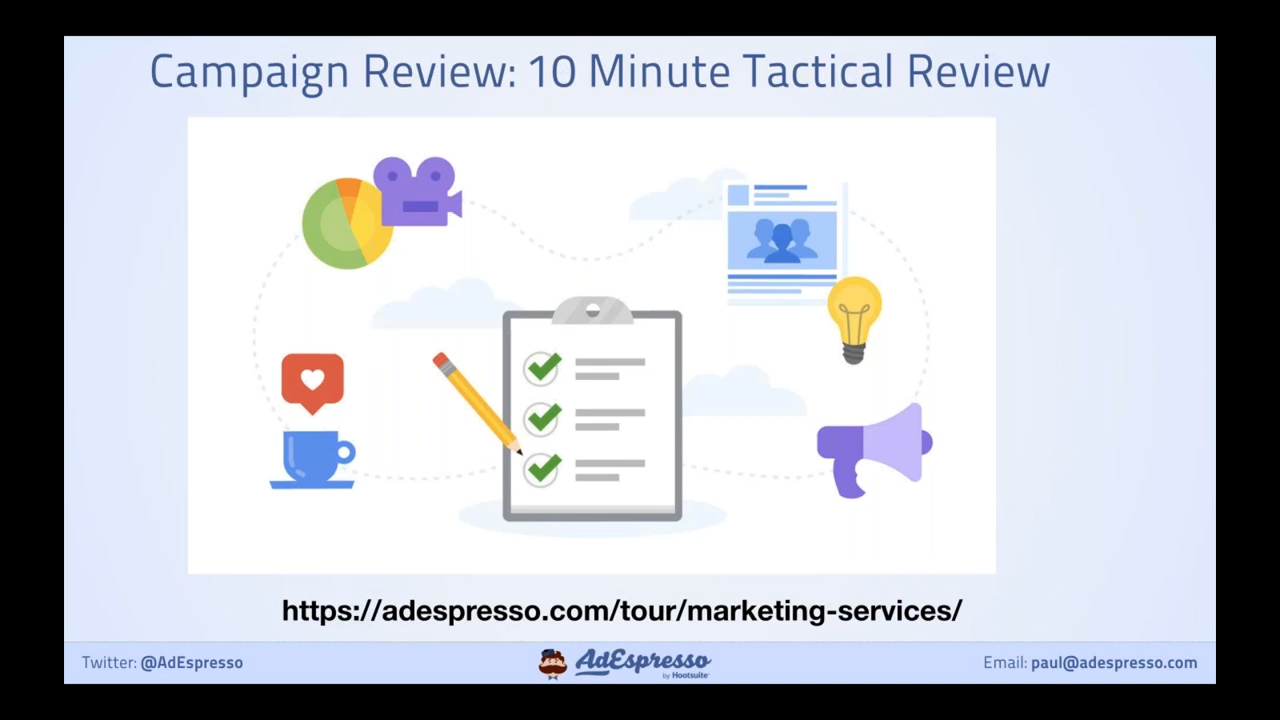 Campaign Review: 10 Minute Tactical Review
https://adespresso.com/tour/marketing-services/
Twitter: @AdEspresso
AdEspresso
by Hootsuite
Email: paul@adespresso.com